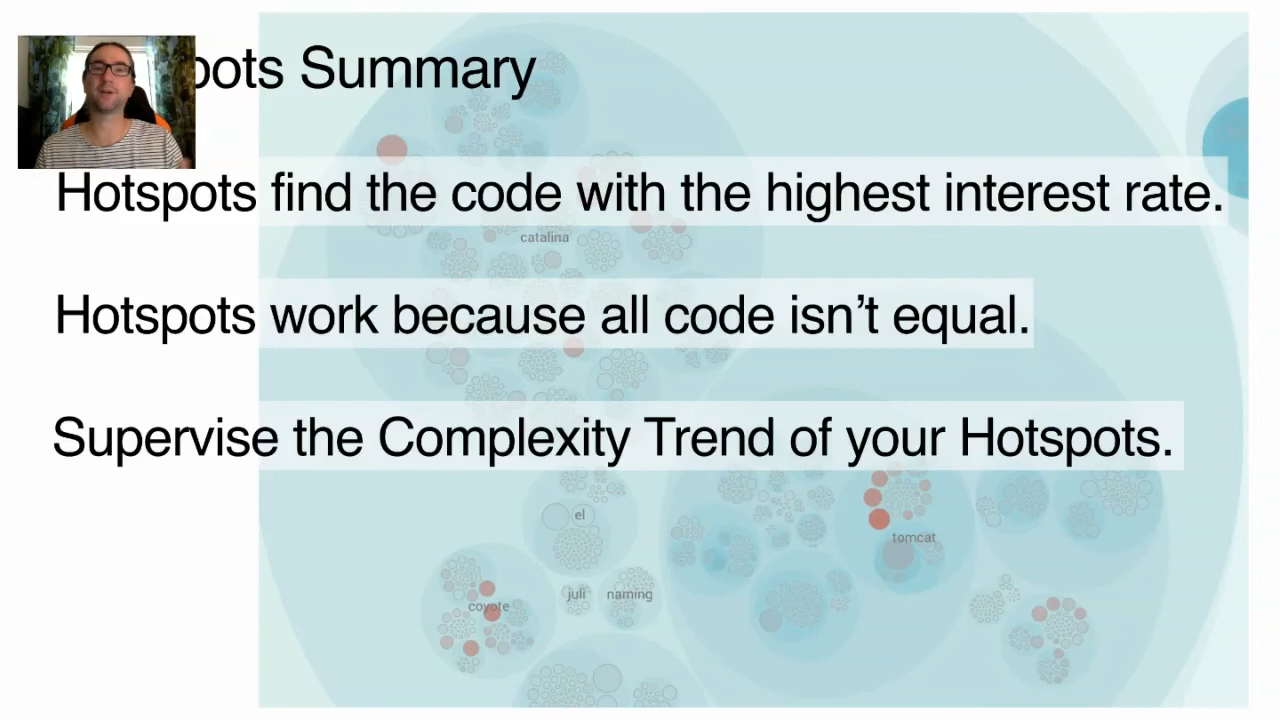 pots Summary
Hotspots find the code with the highest interest rate.
catalina
Hotspots work because all code isn't equal.
Supervise the Complexity Trend of your Hotspots.
el
tomcat
juli
naming
coyote